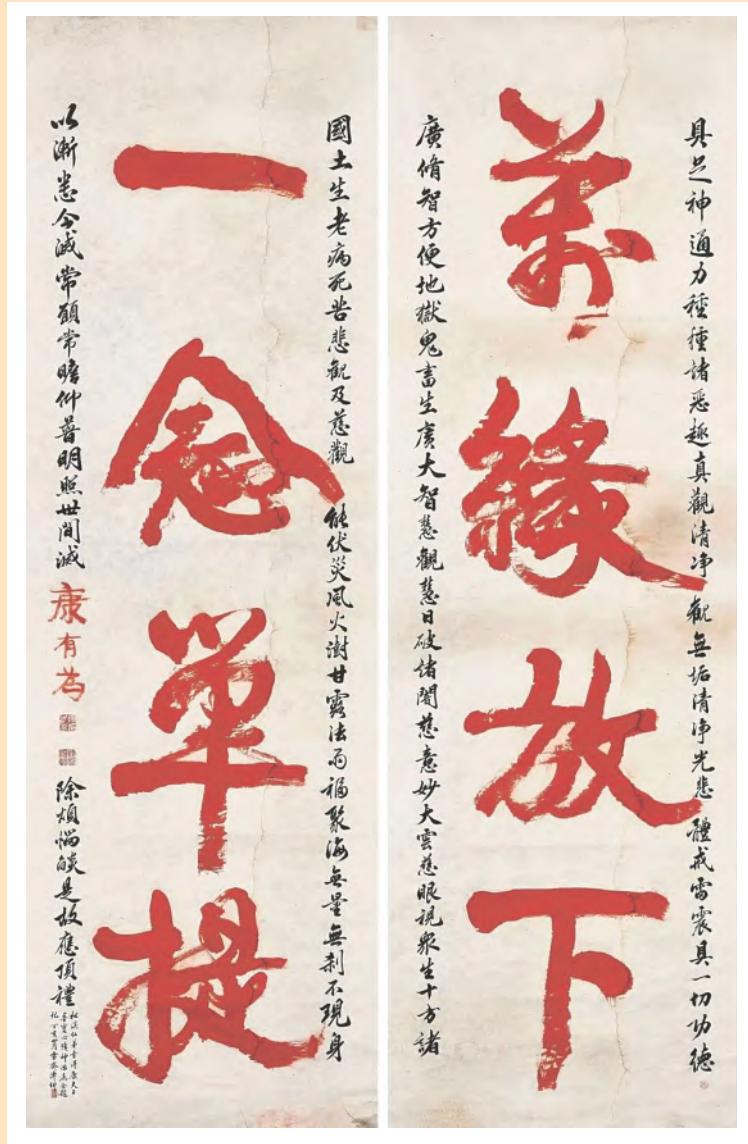 具足神通力種種諸惡趣真觀清净觀無垢清净光悲體戒雷震具一切功德
萬緣放下
廣脩智方便地獄鬼畜生廣大智慧觀慧日破諸闇慈意妙大雲慈眼視衆生十方諸
國土生老病死苦悲觀及慈觀能伏災風火澍甘露法雨福聚海無量無刹不現身
一念單提
以漸悉令滅常願常瞻仰普明照世間滅
康有為
除煩惱燄是故應頂禮